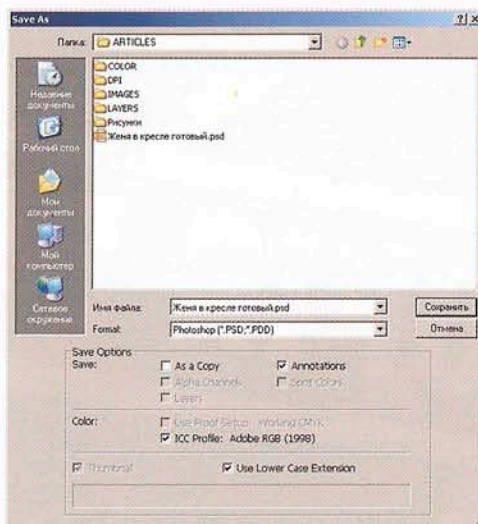 Save As
Папка: ARTICLES
COLOR
DPI
IMAGES
LAYERS
Рисунки
Женя в кресле готовый.psd
Недавние документы
Рабочий стол
Мои документы
Мой компьютер
Сетевое окружение
Имя файла: Женя в кресле готовый.psd Сохранить
Format: Photoshop (*.PSD;*.PDD) Отмена
Save Options
Save: As a Copy Annotations
Alpha Channels Spot Colors
Layers
Color: Use Proof Setup: Working CMYK
ICC Profile: Adobe RGB (1998)
Thumbnail Use Lower Case Extension